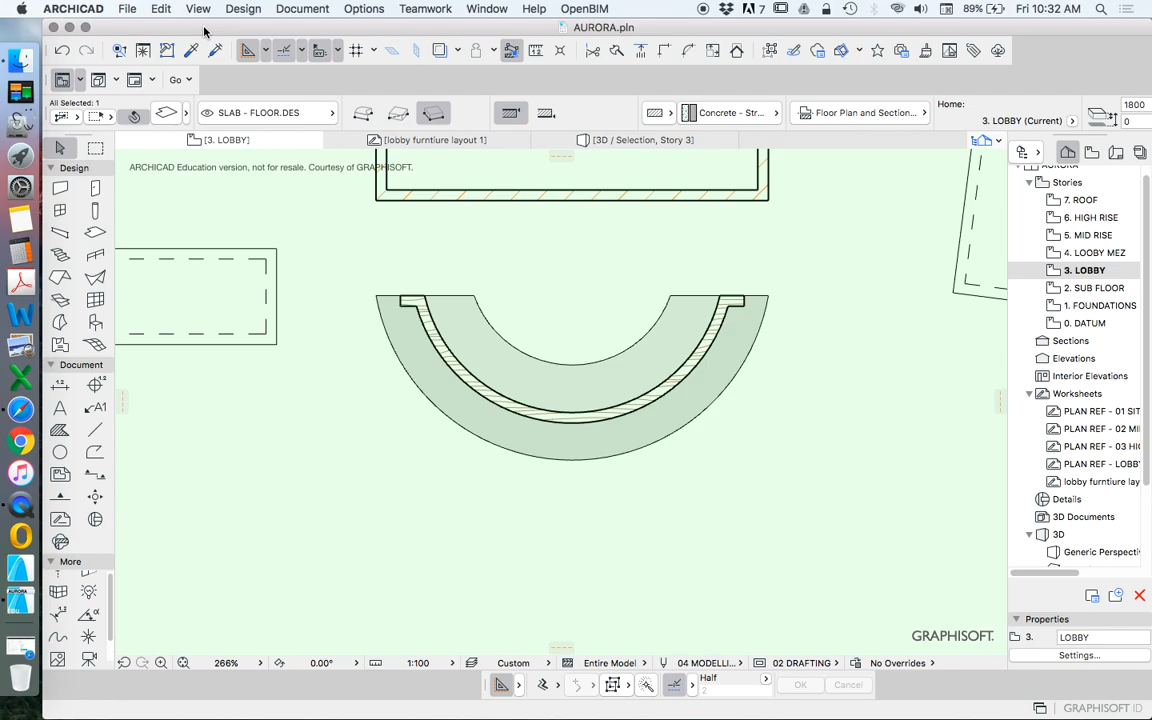 ARCHICAD File Edit View Design Document Options Teamwork Window Help OpenBIM 7 89% Fri 10:32 AM
AURORA.pln
Go
All Selected: 1
SLAB - FLOOR.DES
Concrete - Str...
Floor Plan and Section...
Home:
3. LOBBY (Current)
1800
0
[3. LOBBY]
[lobby furntiure layout 1]
[3D / Selection, Story 3]
ARCHICAD Education version, not for resale. Courtesy of GRAPHISOFT.
Design
Document
A1
More
Stories
7. ROOF
6. HIGH RISE
5. MID RISE
4. LOOBY MEZ
3. LOBBY
2. SUB FLOOR
1. FOUNDATIONS
0. DATUM
Sections
Elevations
Interior Elevations
Worksheets
PLAN REF - 01 SIT
PLAN REF - 02 MI
PLAN REF - 03 HI
PLAN REF - LOBB
lobby furntiure lay
Details
3D Documents
3D
Generic Perspecti
Properties
3. LOBBY
Settings...
GRAPHISOFT.
266% 0.00° 1:100 Custom Entire Model 04 MODELLI... 02 DRAFTING No Overrides
Half
2
OK
Cancel
GRAPHISOFT ID